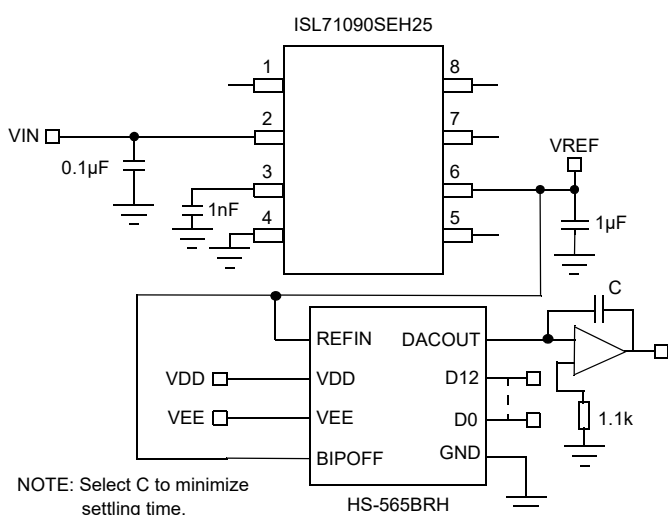 ISL71090SEH25
1
8
VIN
2
7
0.1µF
VREF
3
6
1nF
1µF
4
5
C
REFIN
DACOUT
VDD
VDD
D12
VEE
VEE
D0
1.1k
BIPOFF
GND
NOTE: Select C to minimize
settling time.
HS-565BRH